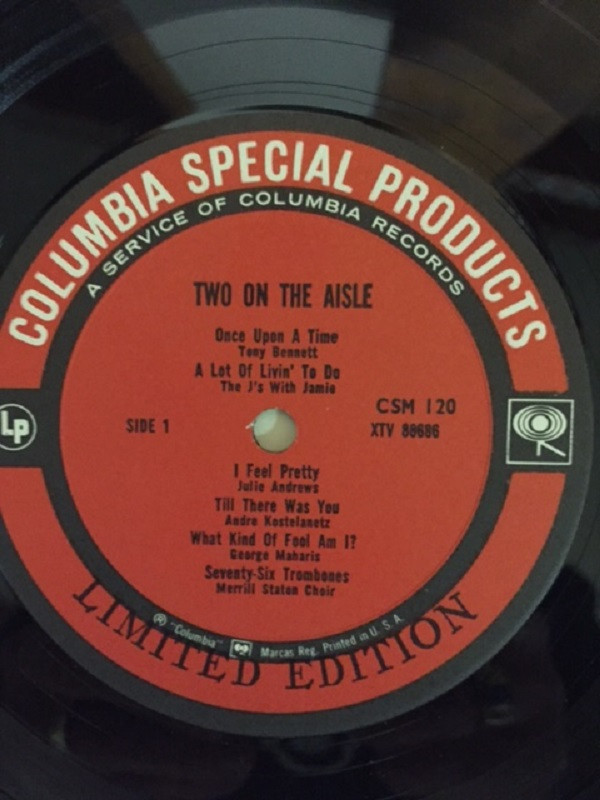 COLUMBIA SPECIAL PRODUCTS
A SERVICE OF COLUMBIA RECORDS
TWO ON THE AISLE
Once Upon A Time
Tony Bennett
A Lot Of Livin' To Do
The J's With Jamie
LP
SIDE 1
CSM 120
XTV 88686
I Feel Pretty
Julie Andrews
Till There Was You
Andre Kostelanetz
What Kind Of Fool Am I?
George Maharis
Seventy-Six Trombones
Merrill Staton Choir
® "Columbia" Marcas Reg. Printed in U. S. A.
LIMITED EDITION